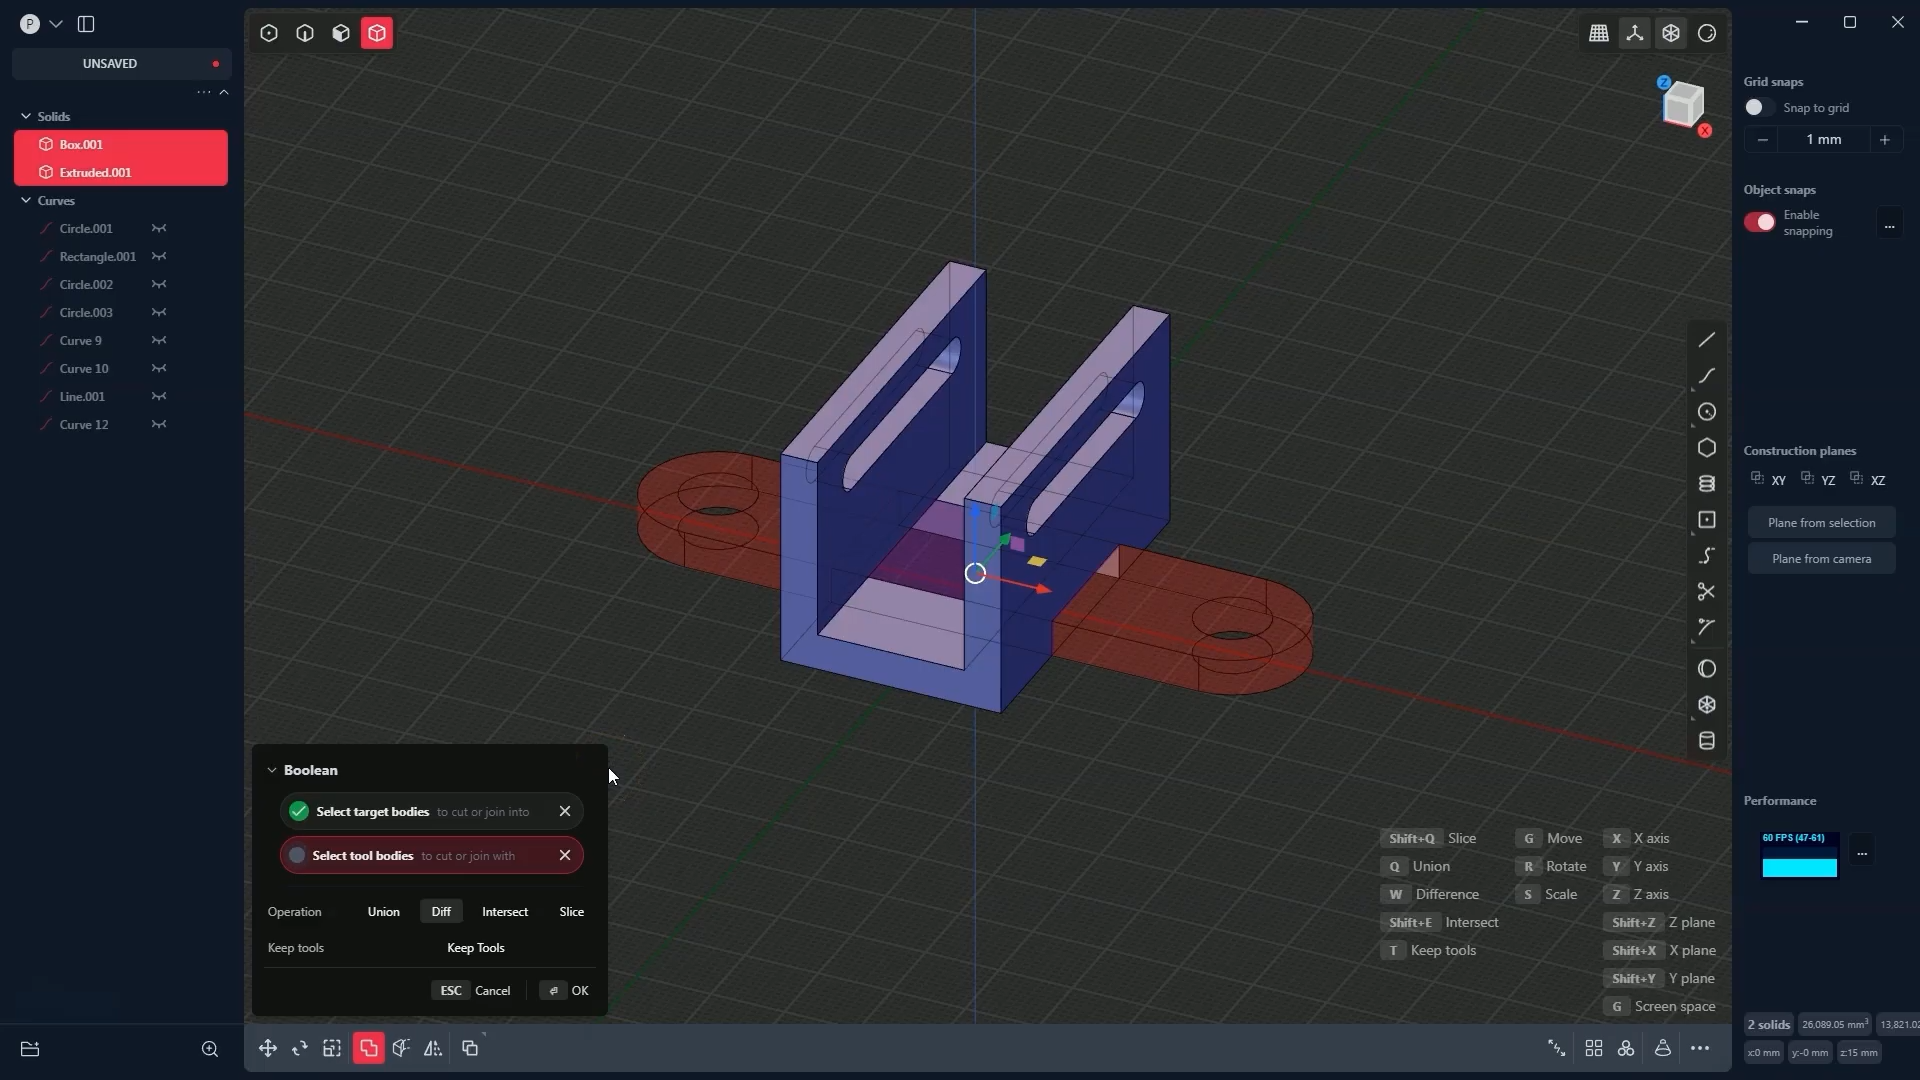 P
UNSAVED
Solids
Box.001
Extruded.001
Curves
Circle.001
Rectangle.001
Circle.002
Circle.003
Curve 9
Curve 10
Line.001
Curve 12
Z
X
Grid snaps
Snap to grid
1 mm
Object snaps
Enable
snapping
...
Construction planes
XY YZ XZ
Plane from selection
Plane from camera
Performance
60 FPS (47-61)
...
Boolean
Select target bodies to cut or join into
Select tool bodies to cut or join with
Operation Union Diff Intersect Slice
Keep tools Keep Tools
ESC Cancel OK
Shift+Q Slice G Move X X axis
Q Union R Rotate Y Y axis
W Difference S Scale Z Z axis
Shift+E Intersect Shift+Z Z plane
T Keep tools Shift+X X plane
Shift+Y Y plane
G Screen space
2 solids 26,089.05 mm³ 13,821.02
x:0 mm y:-0 mm z:15 mm